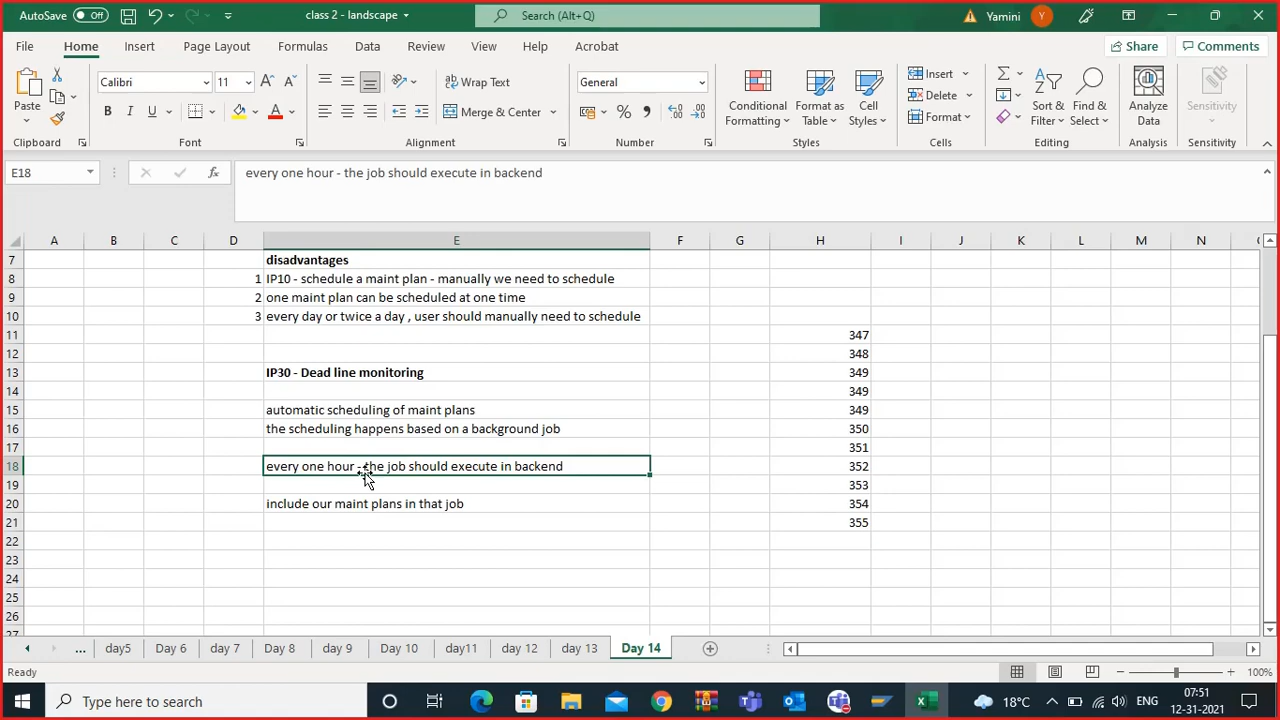 AutoSave Off class 2 - landscape Search (Alt+Q) Yamini Y
File Home Insert Page Layout Formulas Data Review View Help Acrobat Share Comments
Paste Calibri 11 Wrap Text General Conditional Formatting Format as Table Cell Styles Insert Sort & Filter Find & Select Analyze Data Sensitivity
B I U Merge & Center Delete
Format
Clipboard Font Alignment Number Styles Cells Editing Analysis Sensitivity
E18 fx every one hour - the job should execute in backend
A B C D E F G H I J K L M N
7 disadvantages
8 1 IP10 - schedule a maint plan - manually we need to schedule
9 2 one maint plan can be scheduled at one time
10 3 every day or twice a day , user should manually need to schedule
11 347
12 348
13 IP30 - Dead line monitoring 349
14 349
15 automatic scheduling of maint plans 349
16 the scheduling happens based on a background job 350
17 351
18 every one hour - the job should execute in backend 352
19 353
20 include our maint plans in that job 354
21 355
22
23
24
25
26
27
... day5 Day 6 day 7 Day 8 day 9 Day 10 day11 day 12 day 13 Day 14
Ready 100%
Type here to search 18°C ENG 07:51
12-31-2021